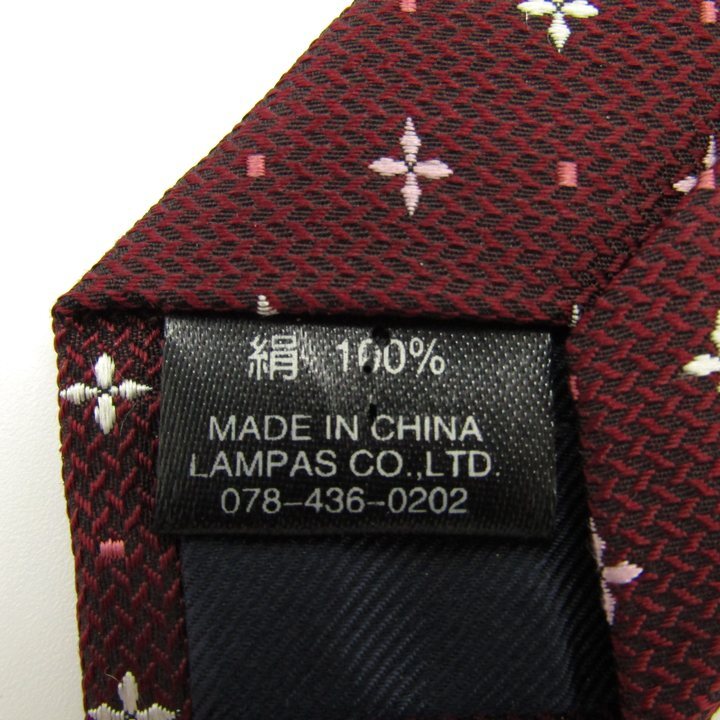 絹 100%
MADE IN CHINA
LAMPAS CO.,LTD.
078-436-0202